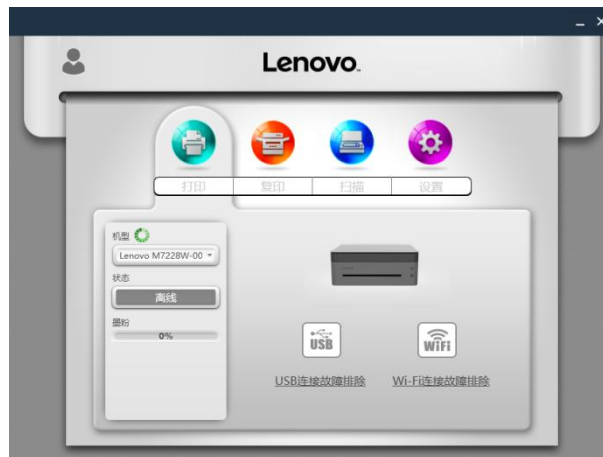 Lenovo
打印 复印 扫描 设置
机型
Lenovo M7228W-00
状态
离线
墨粉
0%
USB WiFi
USB连接故障排除 Wi-Fi连接故障排除